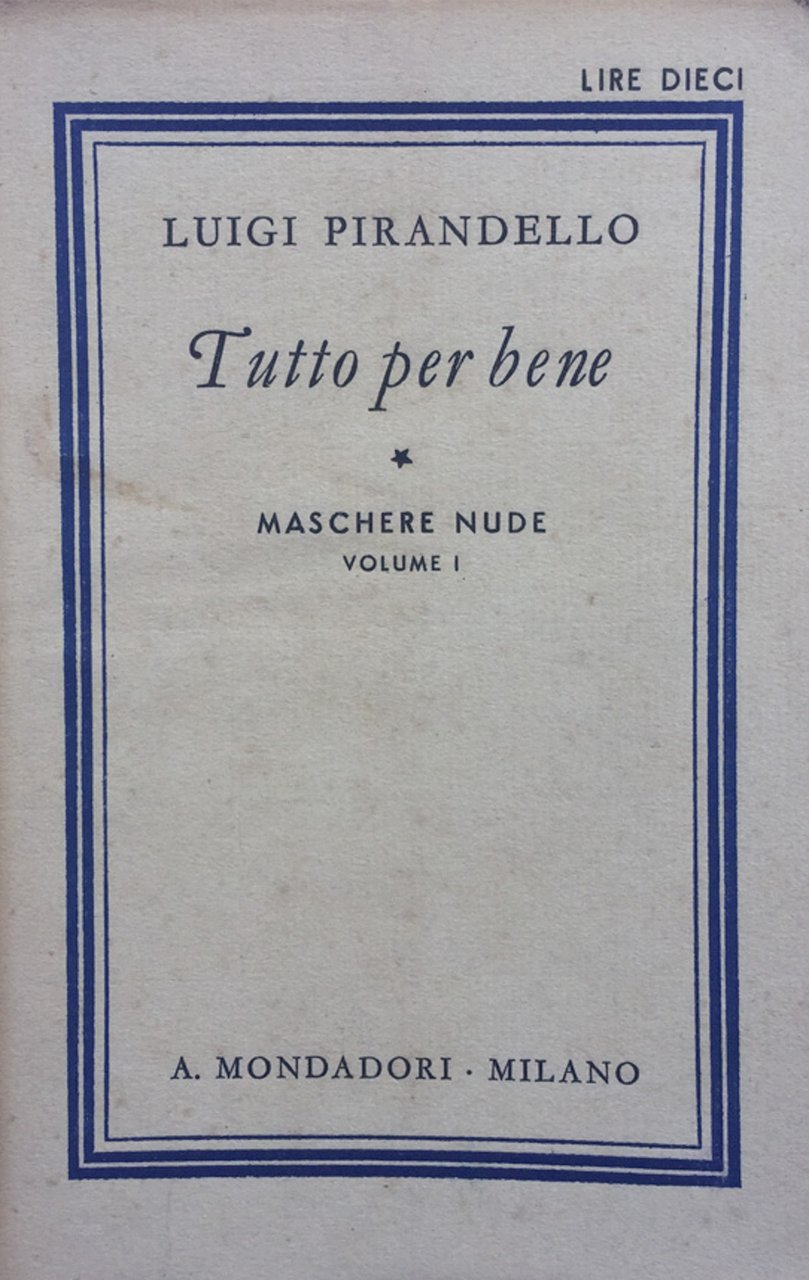 LIRE DIECI
LUIGI PIRANDELLO
Tutto per bene
MASCHERE NUDE
VOLUME I
A. MONDADORI · MILANO